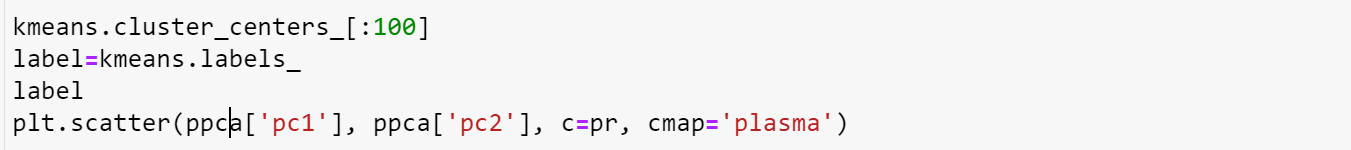 kmeans.cluster_centers_[:100]
label=kmeans.labels_
label
plt.scatter(ppca['pc1'], ppca['pc2'], c=pr, cmap='plasma')